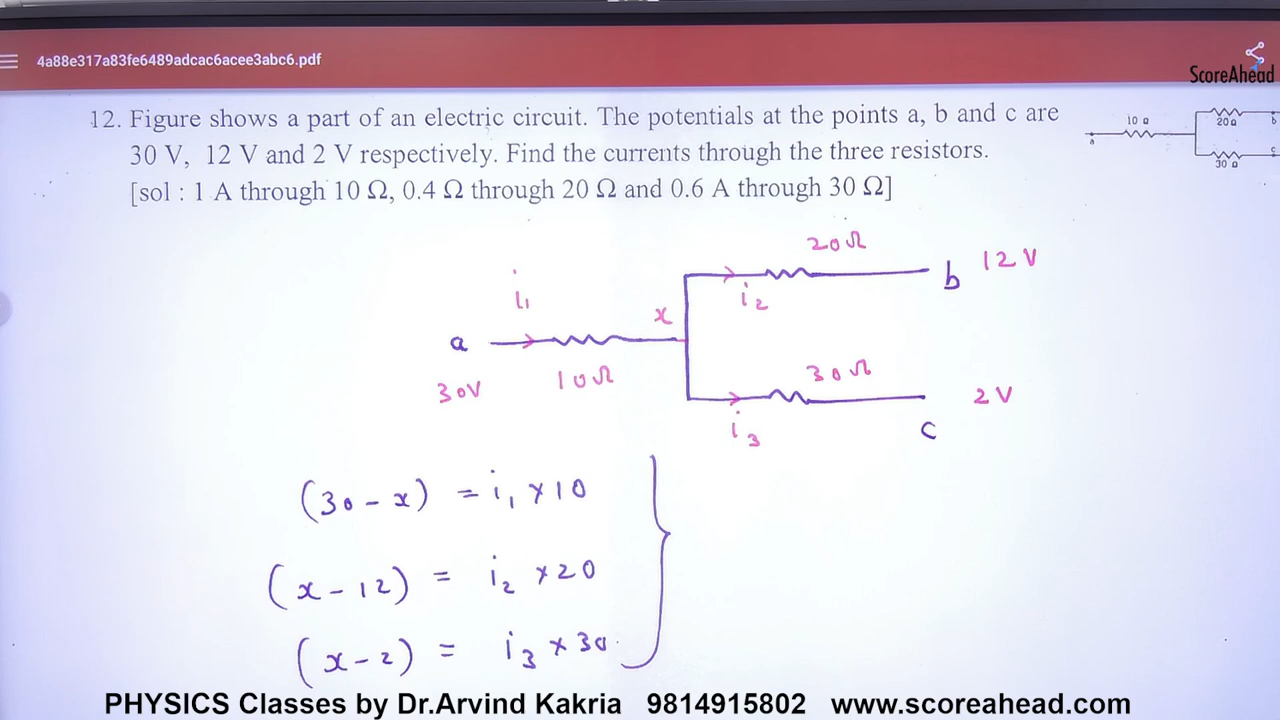 4a88e317a83fe6489adcac6acee3abc6.pdf
ScoreAhead
12. Figure shows a part of an electric circuit. The potentials at the points a, b and c are
30 V, 12 V and 2 V respectively. Find the currents through the three resistors.
[sol : 1 A through 10 Ω, 0.4 Ω through 20 Ω and 0.6 A through 30 Ω]
10 Ω
20Ω
b
a
c
30 Ω
20Ω
b 12V
i₁
i₂
x
a
30V
10Ω
30Ω
2V
i₃
c
(30 - x) = i₁ × 10
(x - 12) = i₂ × 20
(x - 2) = i₃ × 30
PHYSICS Classes by Dr.Arvind Kakria 9814915802 www.scoreahead.com